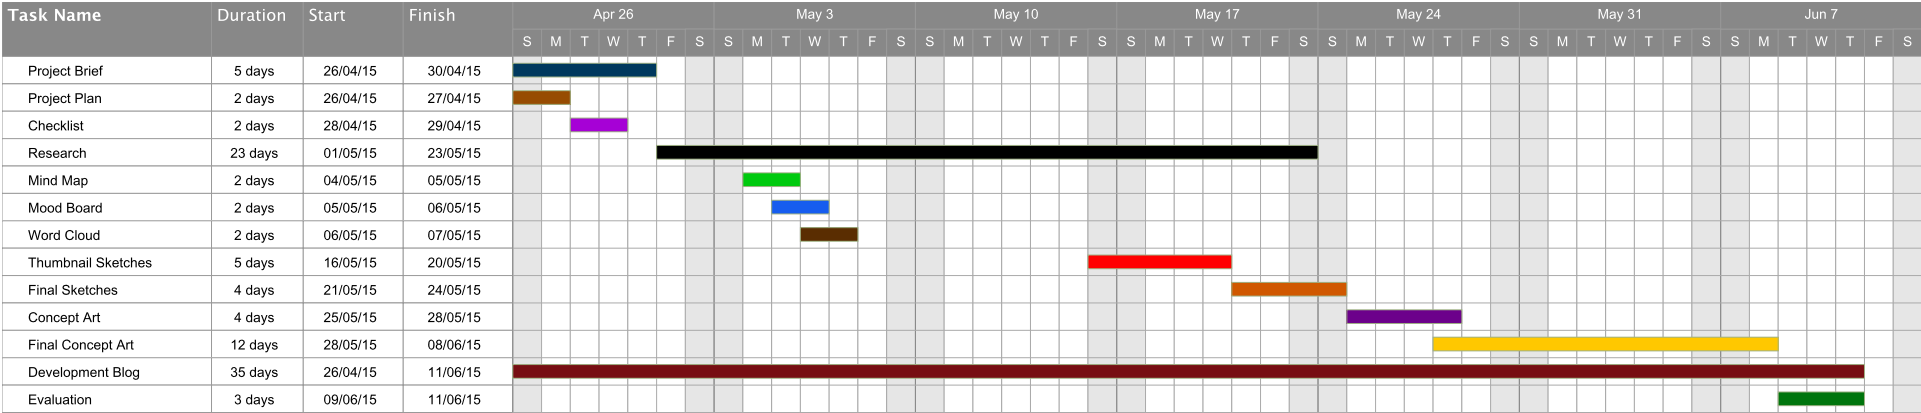 Task Name Duration Start Finish Apr 26 May 3 May 10 May 17 May 24 May 31 Jun 7
S M T W T F S S M T W T F S S M T W T F S S M T W T F S S M T W T F S S M T W T F S S M T W T F S
Project Brief 5 days 26/04/15 30/04/15
Project Plan 2 days 26/04/15 27/04/15
Checklist 2 days 28/04/15 29/04/15
Research 23 days 01/05/15 23/05/15
Mind Map 2 days 04/05/15 05/05/15
Mood Board 2 days 05/05/15 06/05/15
Word Cloud 2 days 06/05/15 07/05/15
Thumbnail Sketches 5 days 16/05/15 20/05/15
Final Sketches 4 days 21/05/15 24/05/15
Concept Art 4 days 25/05/15 28/05/15
Final Concept Art 12 days 28/05/15 08/06/15
Development Blog 35 days 26/04/15 11/06/15
Evaluation 3 days 09/06/15 11/06/15